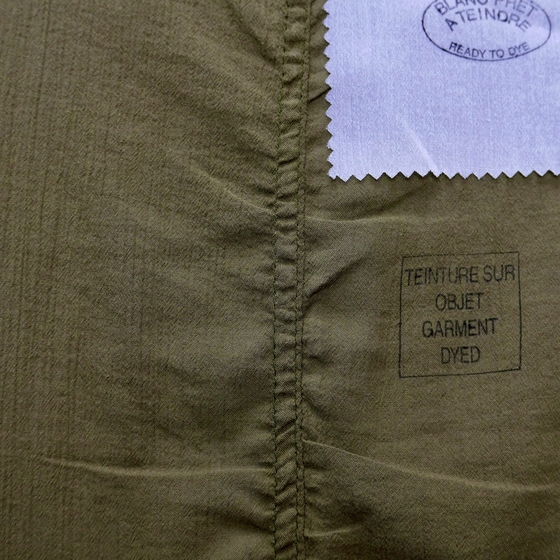 BLANC PRET
A TEINDRE
READY TO DYE
TEINTURE SUR
OBJET
GARMENT
DYED